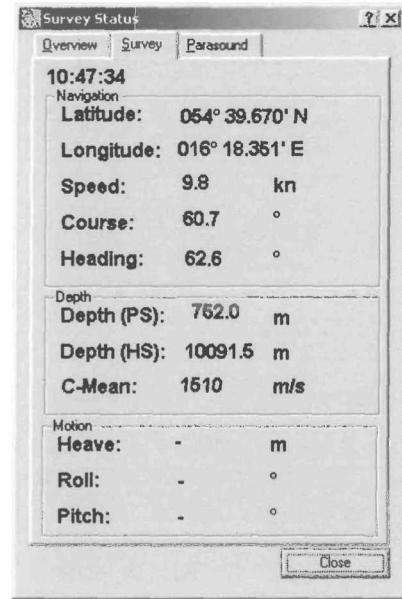 Survey Status ? x
Overview Survey Parasound
10:47:34
Navigation
Latitude: 054° 39.670' N
Longitude: 016° 18.351' E
Speed: 9.8 kn
Course: 60.7 °
Heading: 62.6 °
Depth
Depth (PS): 752.0 m
Depth (HS): 10091.5 m
C-Mean: 1510 m/s
Motion
Heave: - m
Roll: - °
Pitch: - °
Close